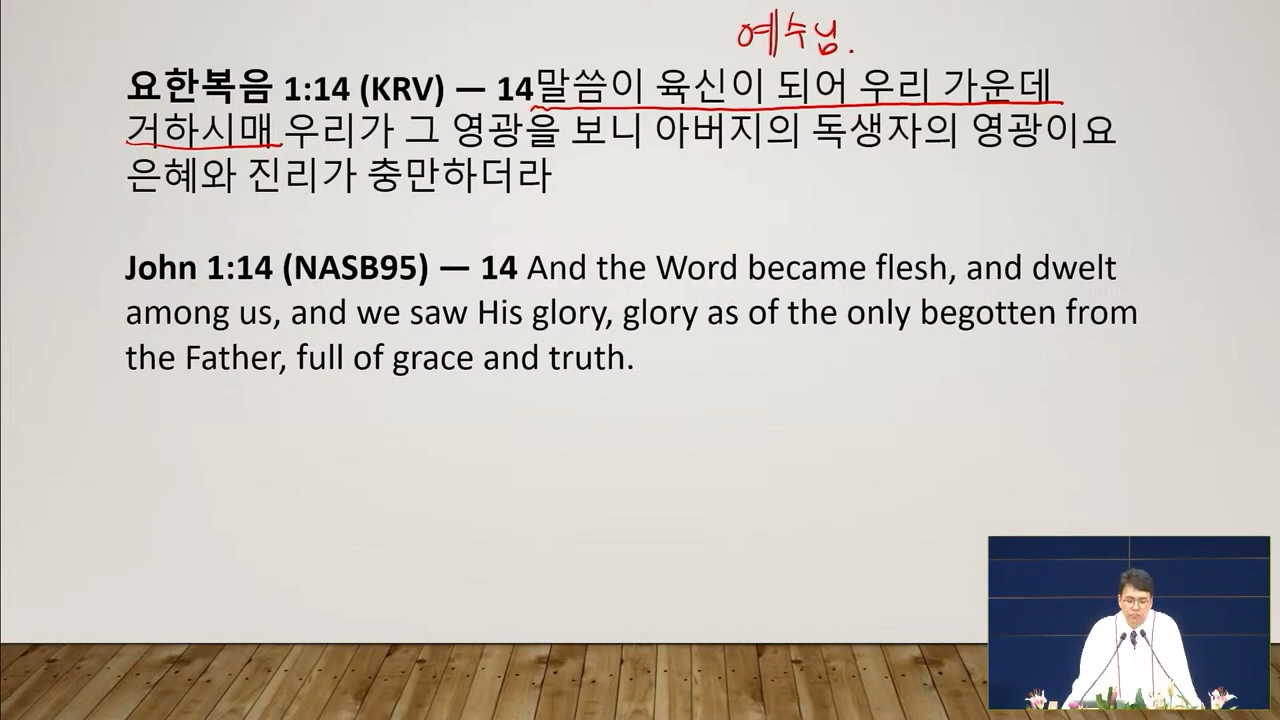 예수님.
요한복음 1:14 (KRV) — 14말씀이 육신이 되어 우리 가운데
거하시매 우리가 그 영광을 보니 아버지의 독생자의 영광이요
은혜와 진리가 충만하더라
John 1:14 (NASB95) — 14 And the Word became flesh, and dwelt
among us, and we saw His glory, glory as of the only begotten from
the Father, full of grace and truth.